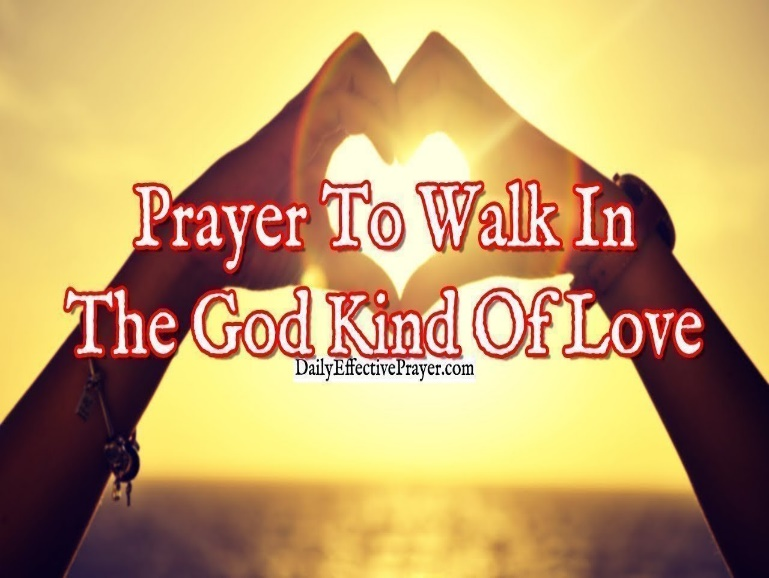 Prayer To Walk In
The God Kind Of Love
DailyEffectivePrayer.com